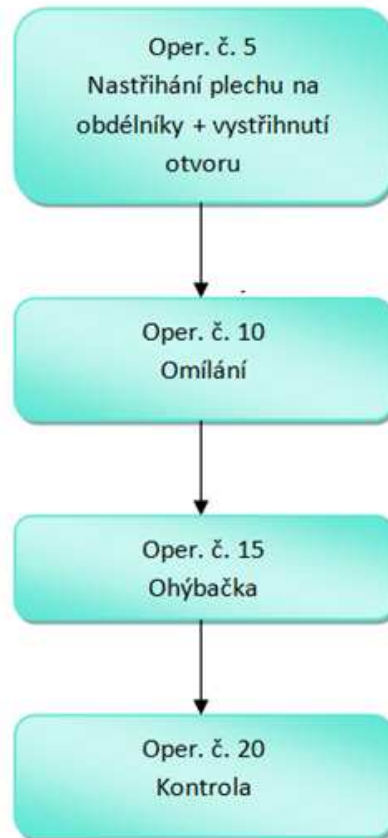 Oper. č. 5
Nastřihání plechu na
obdélníky + vystřihnutí
otvoru
Oper. č. 10
Omílání
Oper. č. 15
Ohýbačka
Oper. č. 20
Kontrola